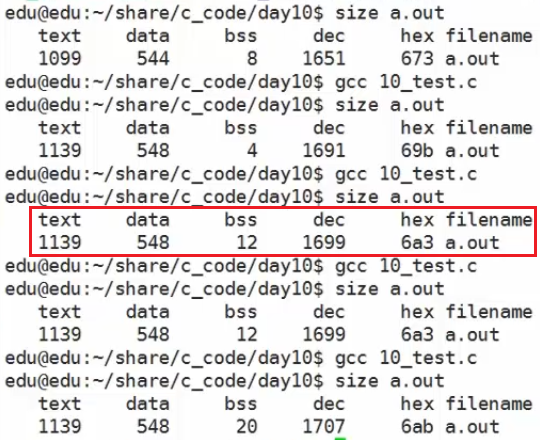 edu@edu:~/share/c_code/day10$ size a.out
text data bss dec hex filename
1099 544 8 1651 673 a.out
edu@edu:~/share/c_code/day10$ gcc 10_test.c
edu@edu:~/share/c_code/day10$ size a.out
text data bss dec hex filename
1139 548 4 1691 69b a.out
edu@edu:~/share/c_code/day10$ gcc 10_test.c
edu@edu:~/share/c_code/day10$ size a.out
text data bss dec hex filename
1139 548 12 1699 6a3 a.out
edu@edu:~/share/c_code/day10$ gcc 10_test.c
edu@edu:~/share/c_code/day10$ size a.out
text data bss dec hex filename
1139 548 12 1699 6a3 a.out
edu@edu:~/share/c_code/day10$ gcc 10_test.c
edu@edu:~/share/c_code/day10$ size a.out
text data bss dec hex filename
1139 548 20 1707 6ab a.out